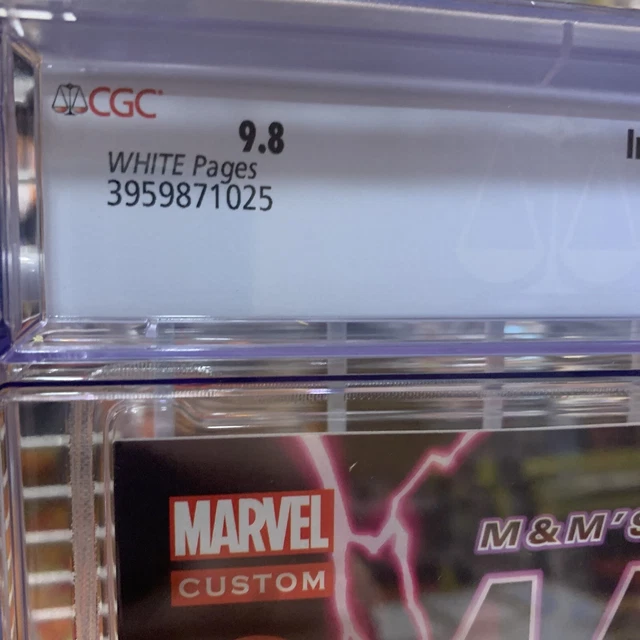 CGC
9.8
WHITE Pages
3959871025
MARVEL
CUSTOM
M&M'S